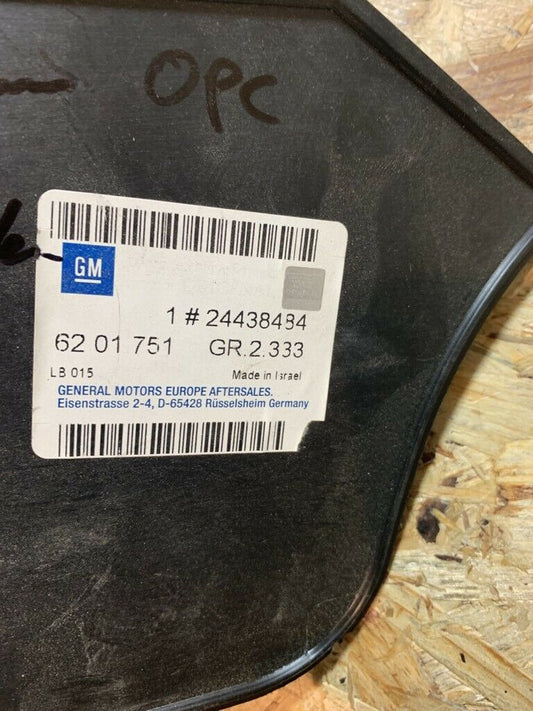 OPC
GM
1 # 24438484
62 01 751 GR.2.333
LB 015 Made in Israel
GENERAL MOTORS EUROPE AFTERSALES.
Eisenstrasse 2-4, D-65428 Rüsselsheim Germany